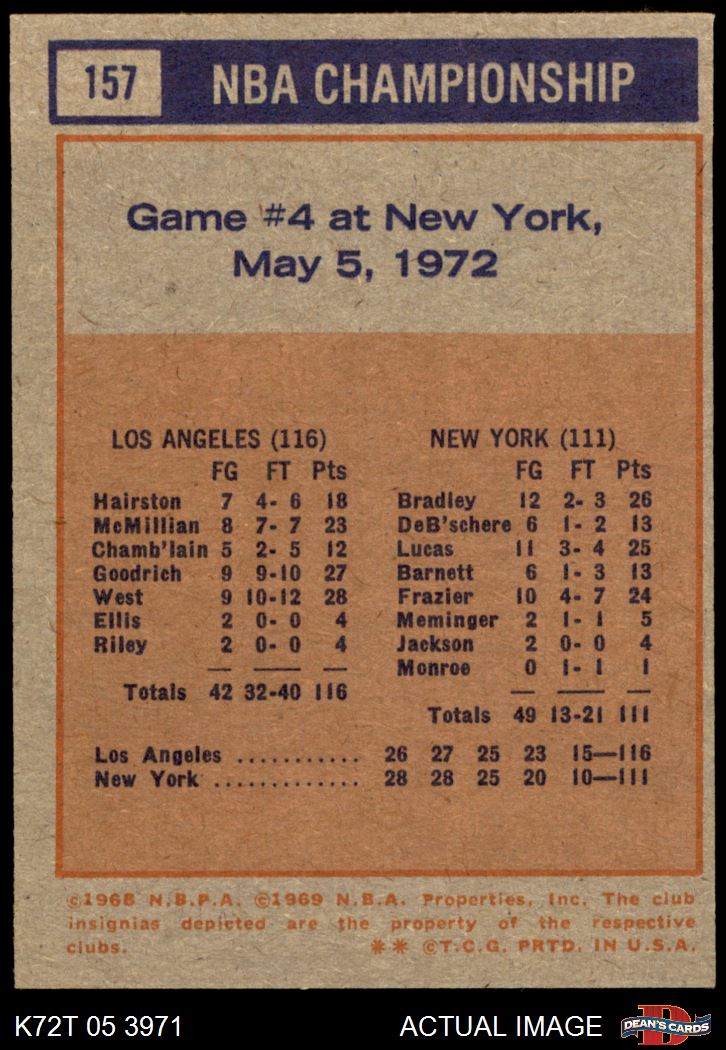 157 NBA CHAMPIONSHIP
Game #4 at New York,
May 5, 1972
LOS ANGELES (116)
FG FT Pts
Hairston 7 4- 6 18
McMillian 8 7- 7 23
Chamb'lain 5 2- 5 12
Goodrich 9 9-10 27
West 9 10-12 28
Ellis 2 0- 0 4
Riley 2 0- 0 4
Totals 42 32-40 116
NEW YORK (111)
FG FT Pts
Bradley 12 2- 3 26
DeB'schere 6 1- 2 13
Lucas 11 3- 4 25
Barnett 6 1- 3 13
Frazier 10 4- 7 24
Meminger 2 1- 1 5
Jackson 2 0- 0 4
Monroe 0 1- 1 1
Totals 49 13-21 111
Los Angeles ........... 26 27 25 23 15—116
New York ............. 28 28 25 20 10—111
©1968 N.B.P.A. ©1969 N.B.A. Properties, Inc. The club
insignias depicted are the property of the respective
clubs. ** ©T.C.G. PRTD. IN U.S.A.
K72T 05 3971 ACTUAL IMAGE
D
DEAN'S CARDS